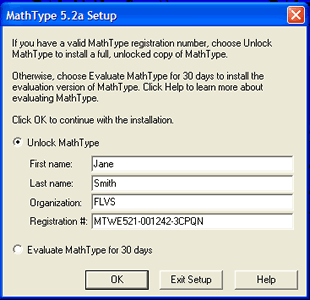 MathType 5.2a Setup
If you have a valid MathType registration number, choose Unlock
MathType to install a full, unlocked copy of MathType.
Otherwise, choose Evaluate MathType for 30 days to install the
evaluation version of MathType. Click Help to learn more about
evaluating MathType.
Click OK to continue with the installation.
Unlock MathType
First name: Jane
Last name: Smith
Organization: FLVS
Registration #: MTWE521-001242-3CPQN
Evaluate MathType for 30 days
OK Exit Setup Help